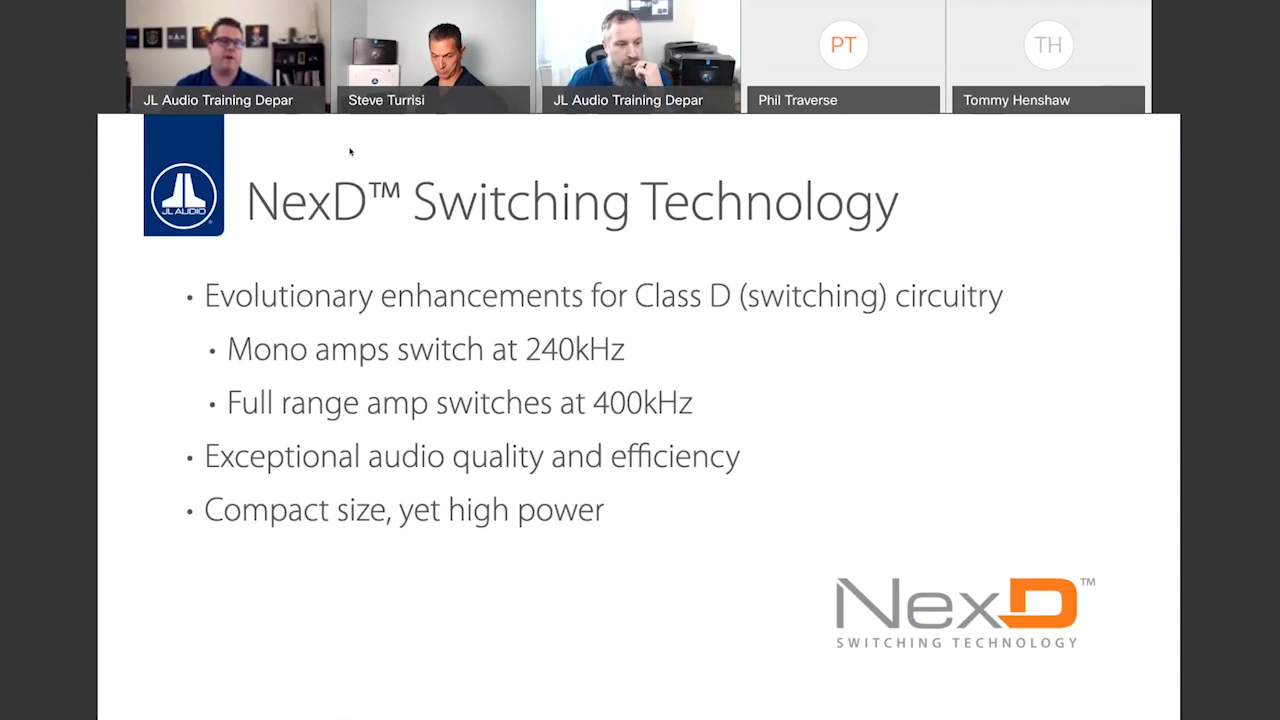 JL Audio Training Depar
Steve Turrisi
JL Audio Training Depar
PT
Phil Traverse
TH
Tommy Henshaw
JL AUDIO
NexD™ Switching Technology
• Evolutionary enhancements for Class D (switching) circuitry
• Mono amps switch at 240kHz
• Full range amp switches at 400kHz
• Exceptional audio quality and efficiency
• Compact size, yet high power
NexD™
SWITCHING TECHNOLOGY